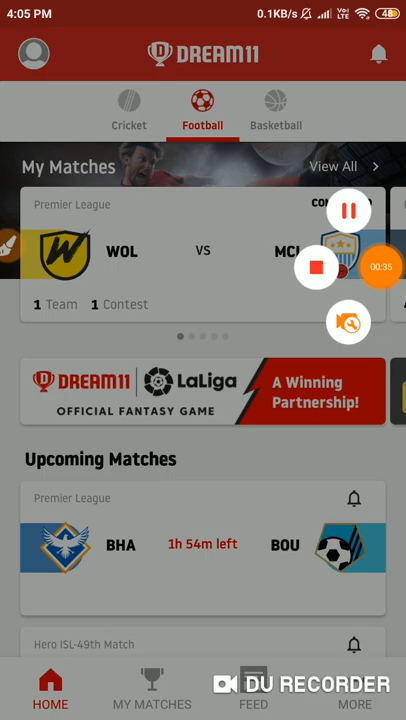 4:05 PM 0.1KB/s Vo) LTE 48
DREAM11
Cricket Football Basketball
My Matches View All
Premier League
WOL VS MCI
00:35
1 Team 1 Contest
DREAM11 LaLiga
OFFICIAL FANTASY GAME
A Winning
Partnership!
Upcoming Matches
Premier League
BHA 1h 54m left BOU
Hero ISL-49th Match
DU RECORDER
HOME MY MATCHES FEED MORE